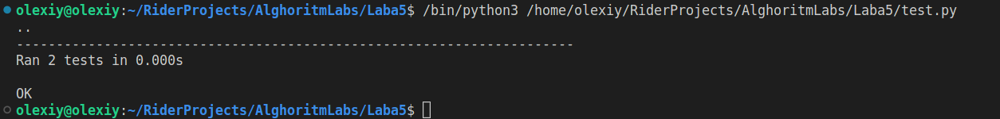 olexiy@olexiy:~/RiderProjects/AlghoritmLabs/Laba5$ /bin/python3 /home/olexiy/RiderProjects/AlghoritmLabs/Laba5/test.py
..
----------------------------------------------------------------------
Ran 2 tests in 0.000s
OK
olexiy@olexiy:~/RiderProjects/AlghoritmLabs/Laba5$